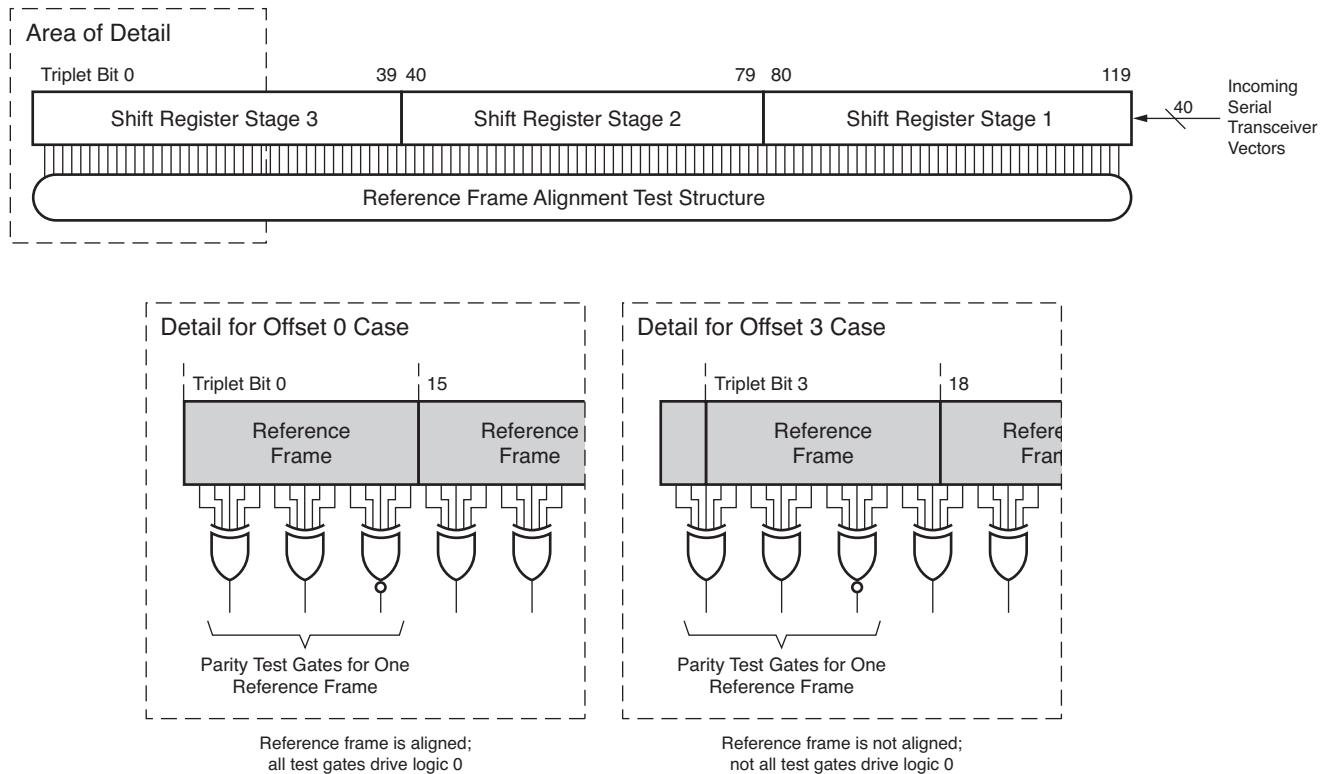 Area of Detail
Triplet Bit 0
39 40
79 80
119
Shift Register Stage 3
Shift Register Stage 2
Shift Register Stage 1
40
Incoming
Serial
Transceiver
Vectors
Reference Frame Alignment Test Structure
Detail for Offset 0 Case
Triplet Bit 0
15
Reference
Frame
Reference
Frame
Parity Test Gates for One
Reference Frame
Reference frame is aligned;
all test gates drive logic 0
Detail for Offset 3 Case
Triplet Bit 3
18
Reference
Frame
Refere
Fran
Parity Test Gates for One
Reference Frame
Reference frame is not aligned;
not all test gates drive logic 0